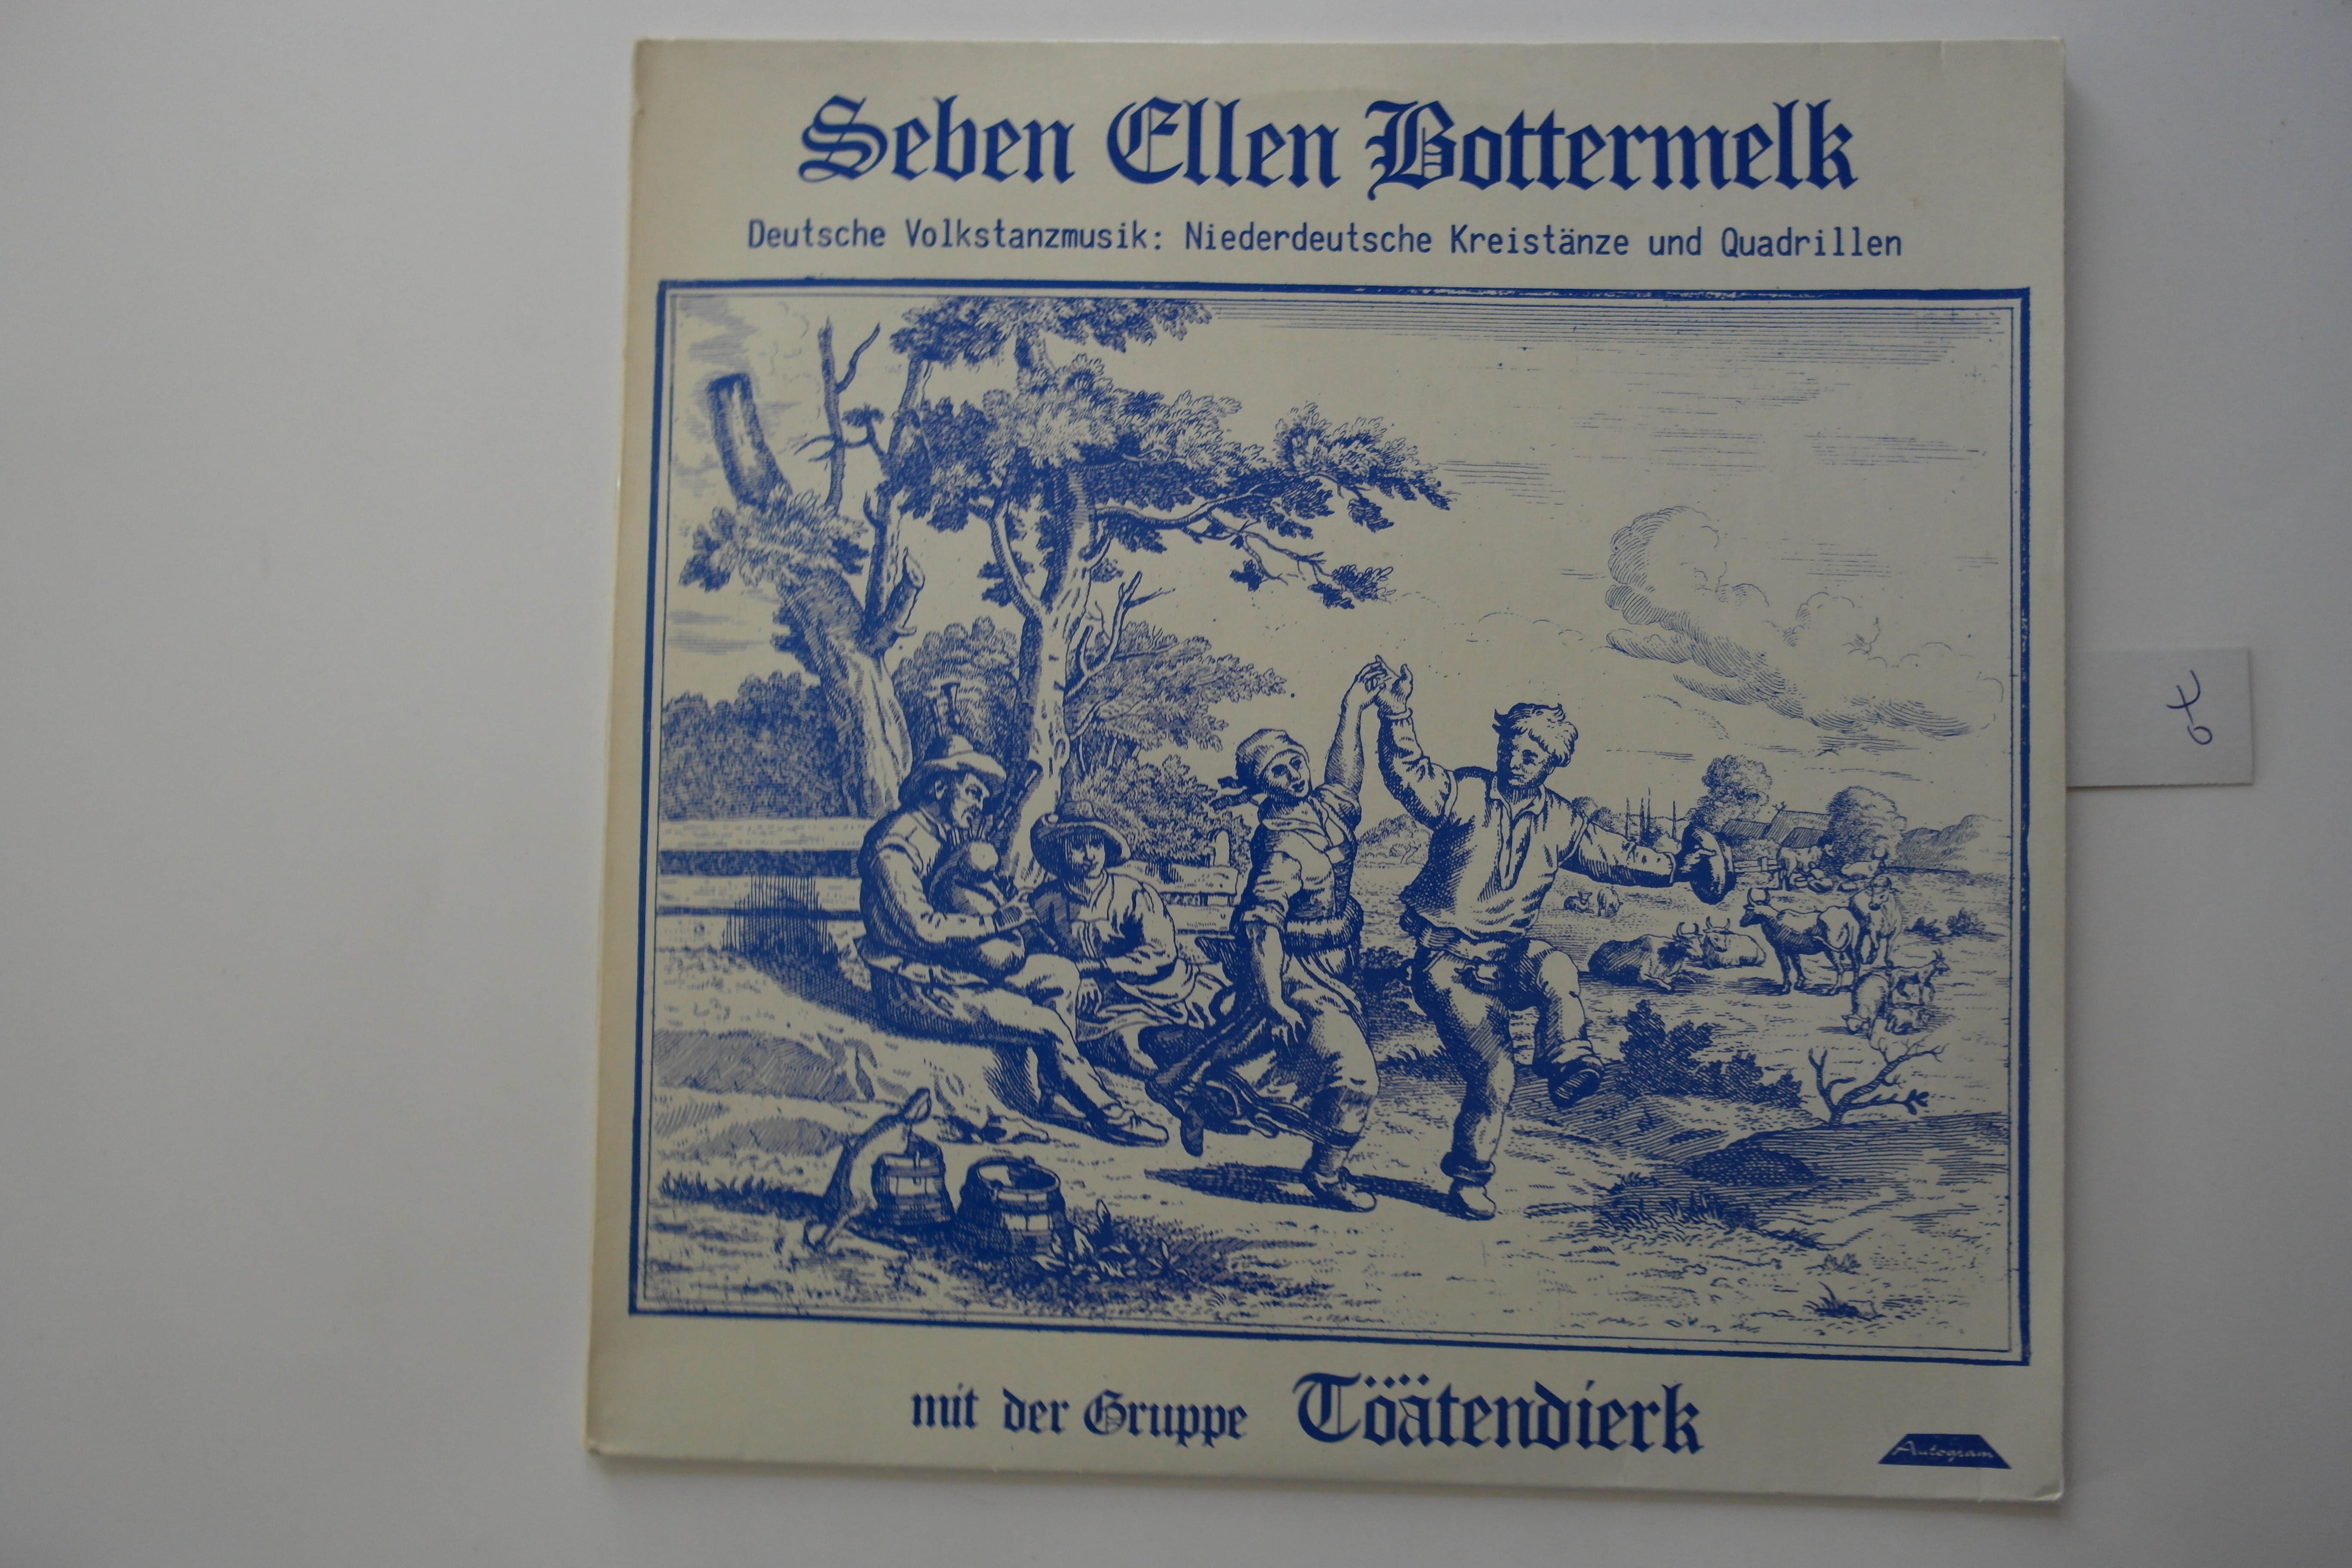 Seben Ellen Bottermelk
Deutsche Volkstanzmusik: Niederdeutsche Kreistänze und Quadrillen
mit der Gruppe Töätendierk
Autogram